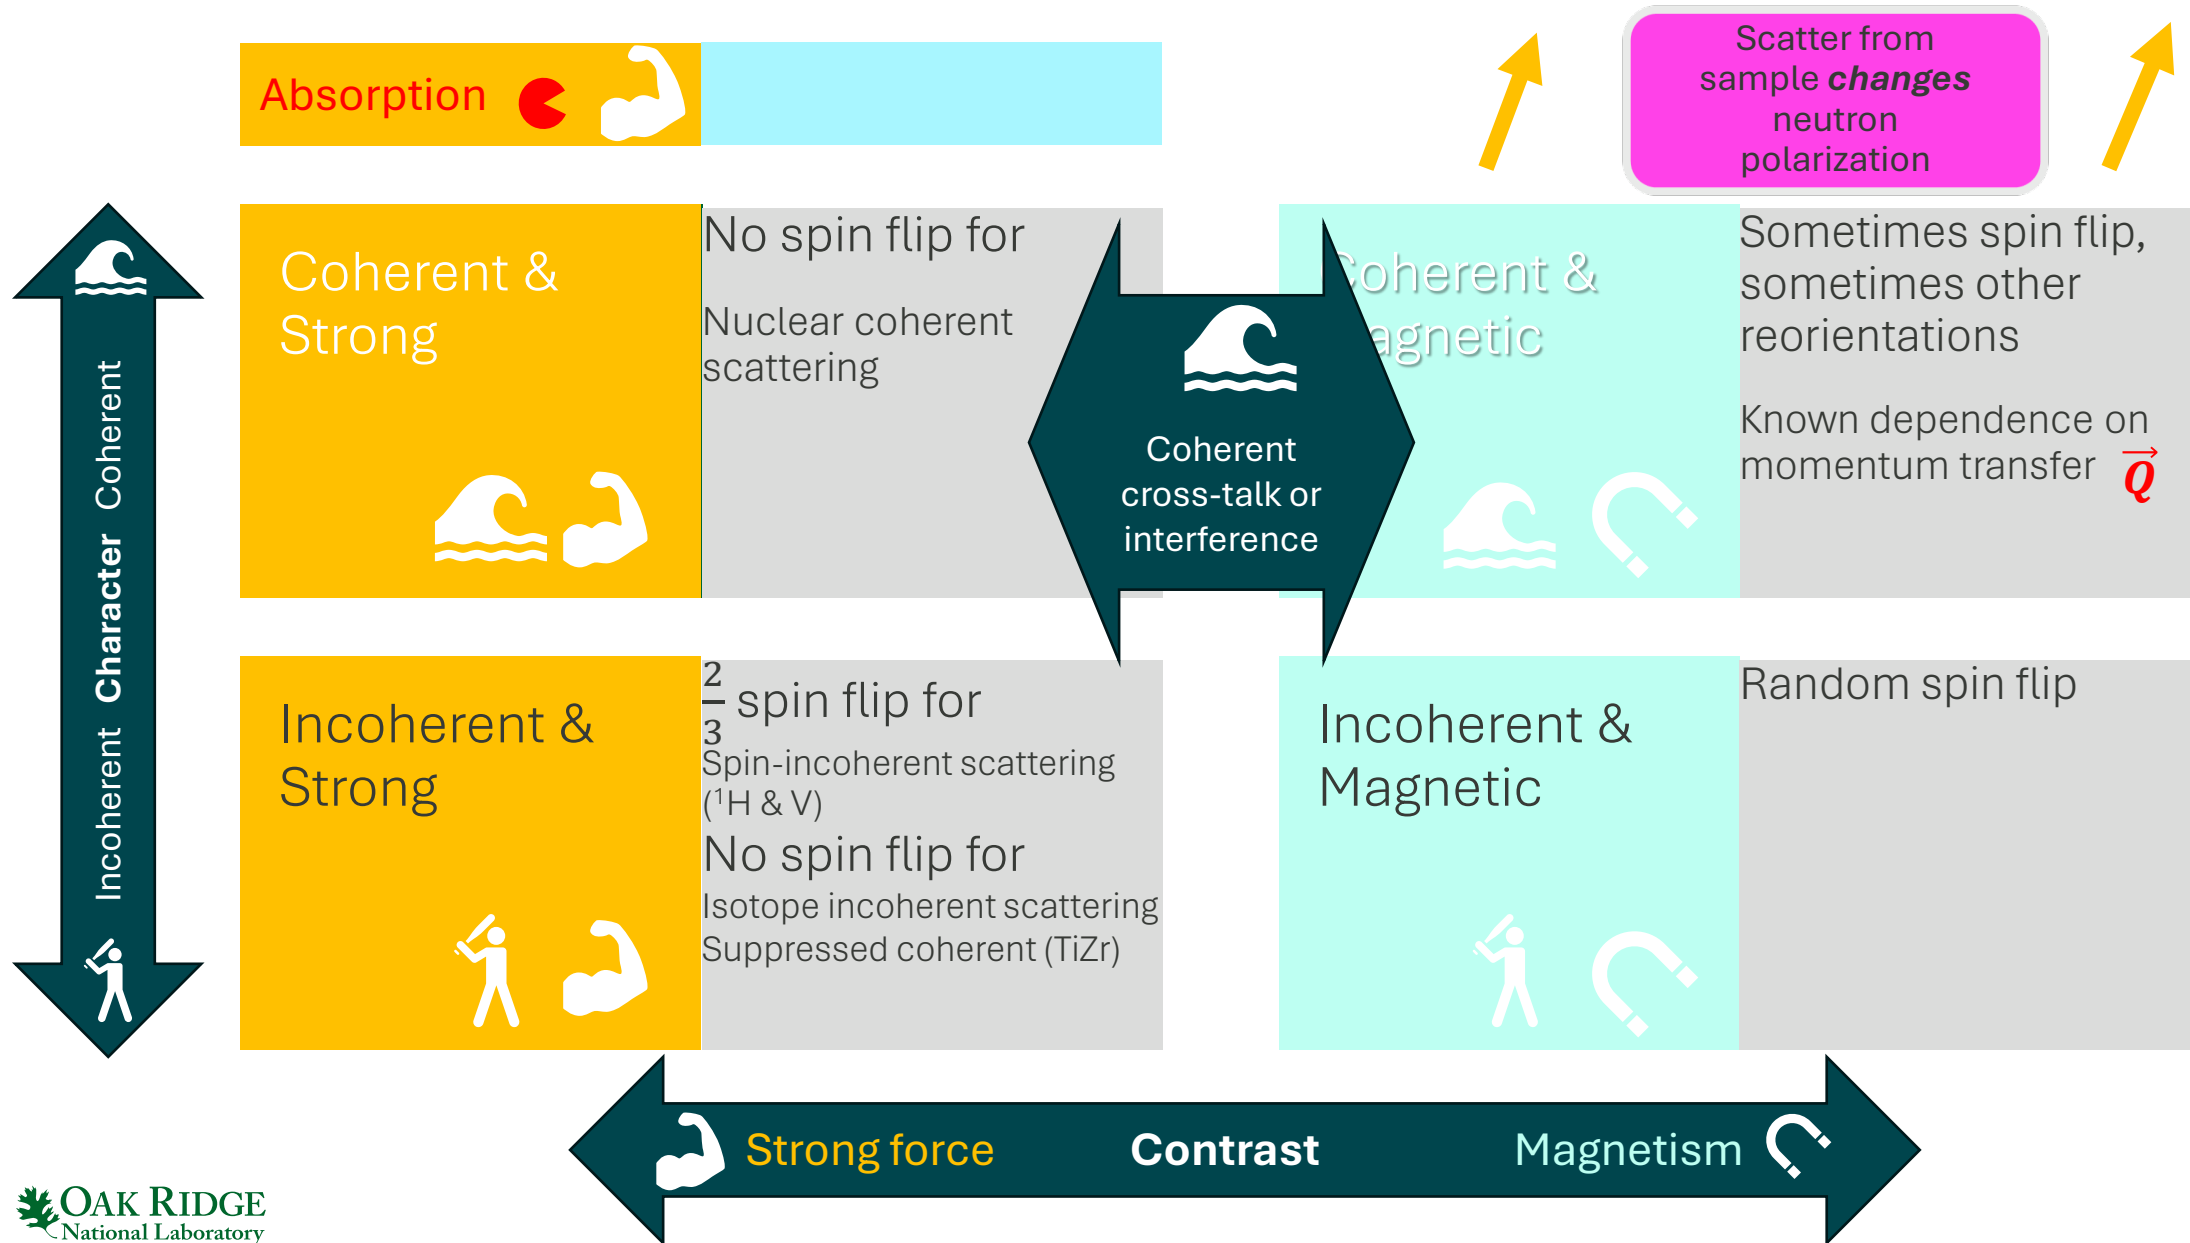 Absorption
Scatter from
sample changes
neutron
polarization
Coherent &
Strong
No spin flip for
Nuclear coherent
scattering
Coherent
cross-talk or
interference
Coherent &
Magnetic
Sometimes spin flip,
sometimes other
reorientations
Known dependence on
momentum transfer Q⃗
Incoherent Character Coherent
Incoherent &
Strong
2/3 spin flip for
Spin-incoherent scattering
(¹H & V)
No spin flip for
Isotope incoherent scattering
Suppressed coherent (TiZr)
Incoherent &
Magnetic
Random spin flip
Strong force Contrast Magnetism
OAK RIDGE
National Laboratory